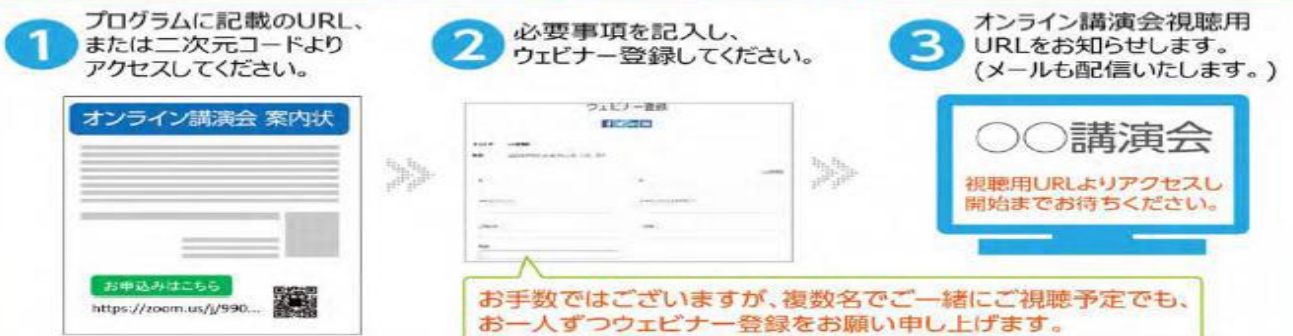 1
プログラムに記載のURL、
または二次元コードより
アクセスしてください。
オンライン講演会 案内状
お申込みはこちら
https://zoom.us/j/990...
2
必要事項を記入し、
ウェビナー登録してください。
ウェビナー登録
お手数ではございますが、複数名でご一緒にご視聴予定でも、
お一人ずつウェビナー登録をお願い申し上げます。
3
オンライン講演会視聴用
URLをお知らせします。
(メールも配信いたします。)
○○講演会
視聴用URLよりアクセスし
開始までお待ちください。